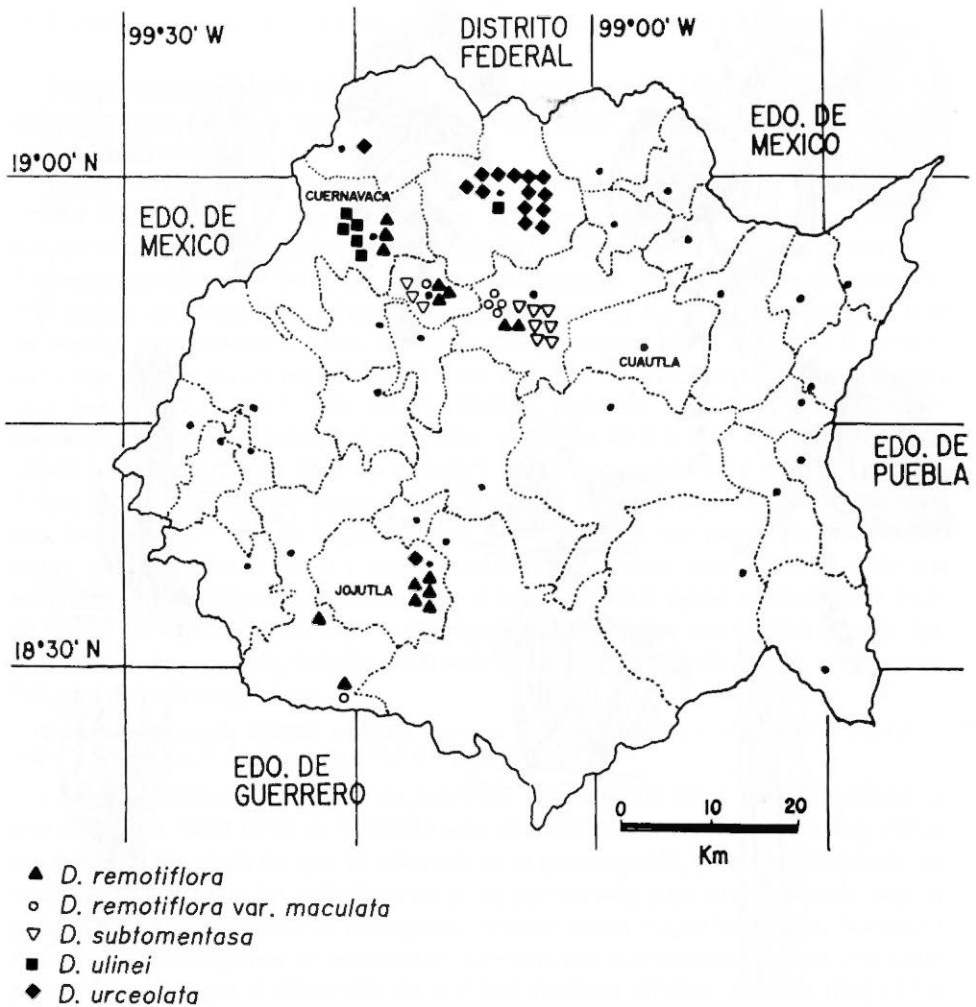 99°30' W
DISTRITO
FEDERAL
99°00' W
EDO. DE
MEXICO
19°00' N
CUERNAVACA
EDO. DE
MEXICO
CUAUTLA
EDO. DE
PUEBLA
JOJUTLA
18°30' N
EDO. DE
GUERRERO
0 10 20
Km
D. remotiflora
D. remotiflora var. maculata
D. subtomentasa
D. ulinei
D. urceolata